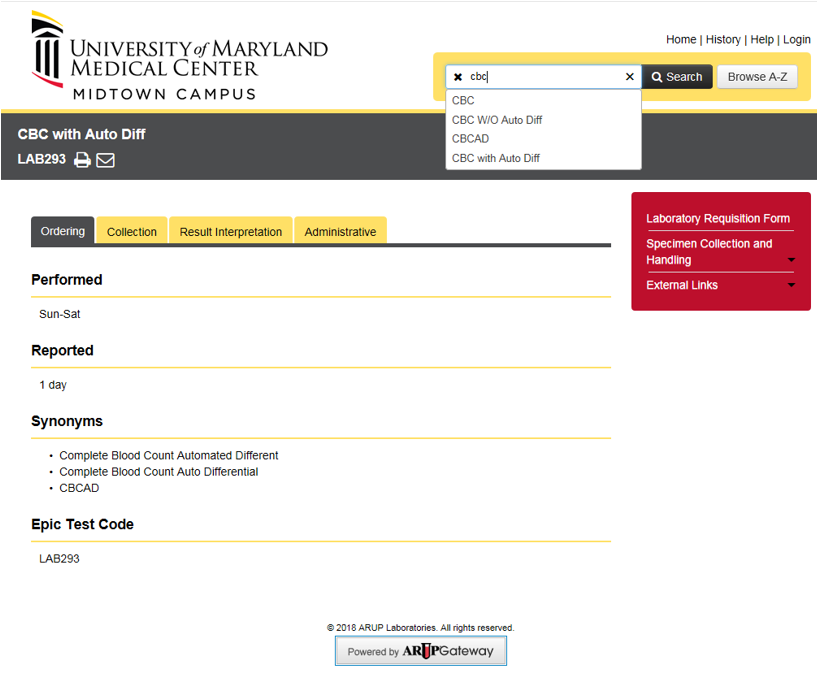 UNIVERSITY of MARYLAND
MEDICAL CENTER
MIDTOWN CAMPUS
Home | History | Help | Login
cbc
Search
Browse A-Z
CBC
CBC W/O Auto Diff
CBCAD
CBC with Auto Diff
CBC with Auto Diff
LAB293
Ordering
Collection
Result Interpretation
Administrative
Laboratory Requisition Form
Specimen Collection and
Handling
External Links
Performed
Sun-Sat
Reported
1 day
Synonyms
• Complete Blood Count Automated Different
• Complete Blood Count Auto Differential
• CBCAD
Epic Test Code
LAB293
© 2018 ARUP Laboratories. All rights reserved.
Powered by ARUPGateway